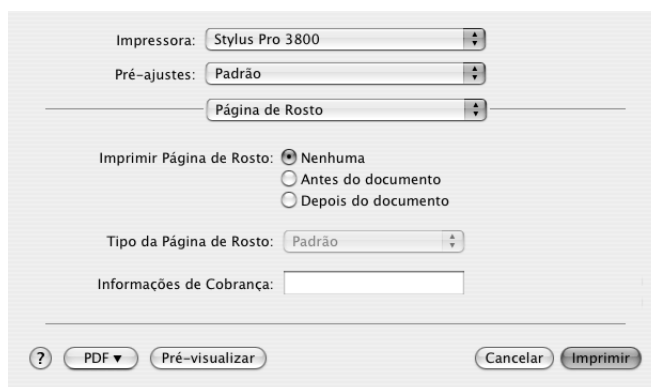 Impressora: Stylus Pro 3800
Pré-ajustes: Padrão
Página de Rosto
Imprimir Página de Rosto: Nenhuma
Antes do documento
Depois do documento
Tipo da Página de Rosto: Padrão
Informações de Cobrança:
? PDF ▼ Pré-visualizar Cancelar Imprimir